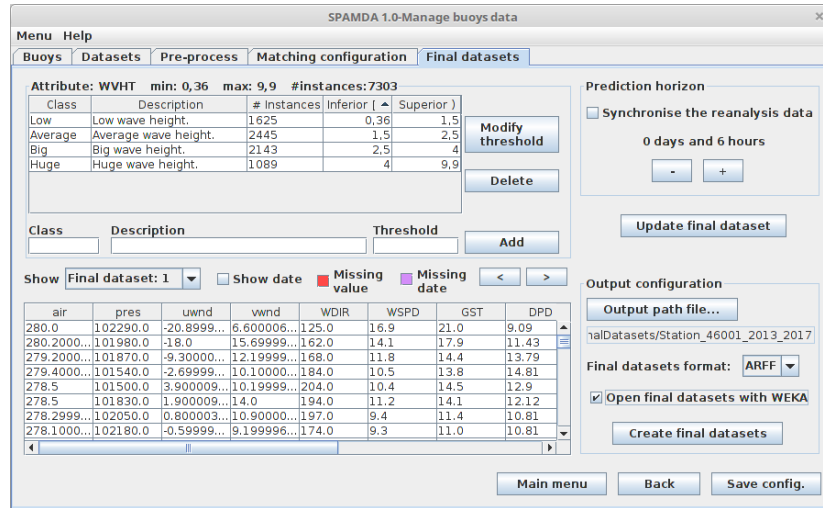 SPAMDA 1.0-Manage buoys data
Menu Help
Buoys Datasets Pre-process Matching configuration Final datasets
Attribute: WVHT min: 0,36 max: 9,9 #instances:7303
Class Description # Instances Inferior [ Superior )
Low Low wave height. 1625 0,36 1,5
Average Average wave height. 2445 1,5 2,5
Big Big wave height. 2143 2,5 4
Huge Huge wave height. 1089 4 9,9
Modify threshold
Delete
Class Description Threshold
Add
Prediction horizon
Synchronise the reanalysis data
0 days and 6 hours
- +
Update final dataset
Show Final dataset: 1 Show date Missing value Missing date < >
air pres uwnd vwnd WDIR WSPD GST DPD
280.0 102290.0 -20.8999... 6.600006... 125.0 16.9 21.0 9.09
280.2000... 101980.0 -18.0 15.69999... 162.0 14.1 17.9 11.43
279.2000... 101870.0 -9.30000... 12.19999... 168.0 11.8 14.4 13.79
279.4000... 101540.0 -2.69999... 10.10000... 184.0 10.5 13.8 14.81
278.5 101500.0 3.900009... 10.19999... 204.0 10.4 14.5 12.9
278.5 101830.0 1.900009... 14.0 194.0 11.2 14.1 12.12
278.2999... 102050.0 0.800003... 10.90000... 197.0 9.4 11.4 10.81
278.1000... 102180.0 -0.59999... 9.199996... 174.0 9.3 11.0 10.81
Output configuration
Output path file...
nalDatasets/Station_46001_2013_2017
Final datasets format: ARFF
Open final datasets with WEKA
Create final datasets
Main menu Back Save config.